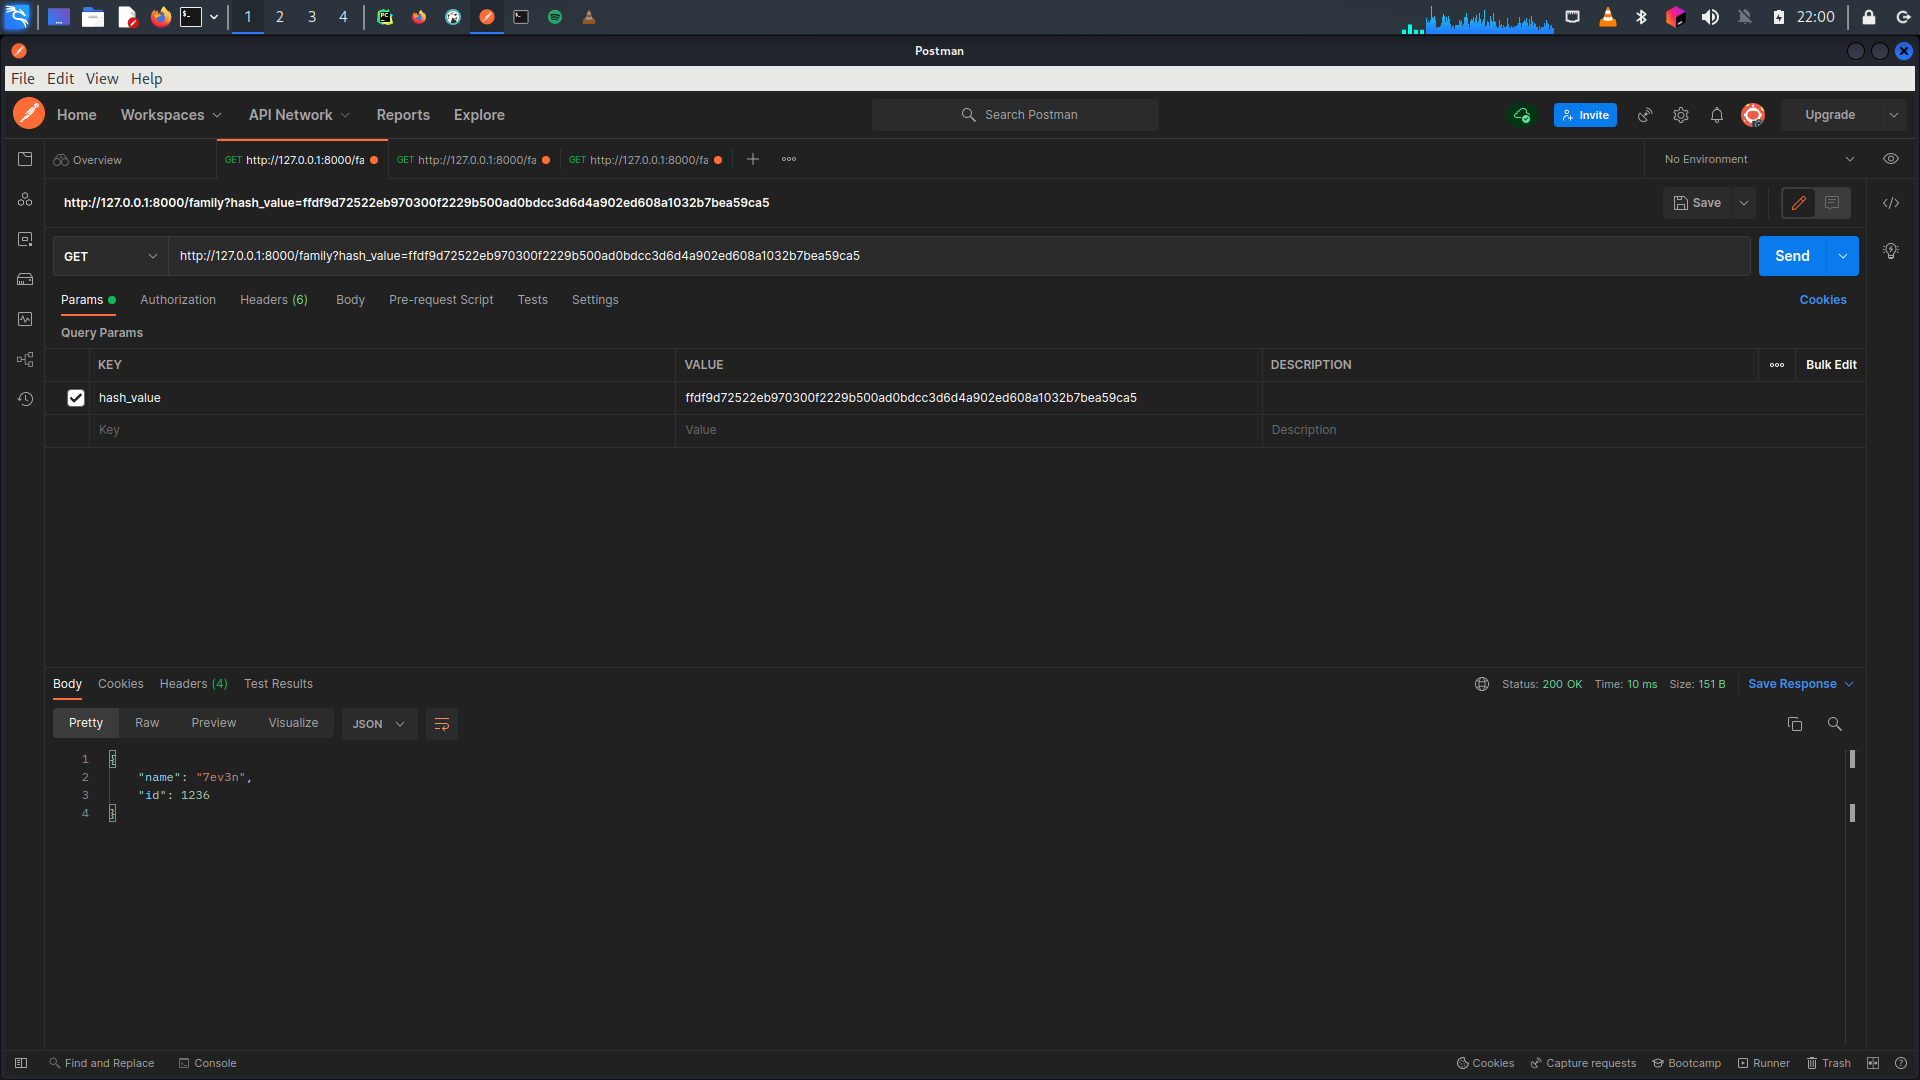 1 2 3 4 22:00
Postman
File Edit View Help
Home Workspaces API Network Reports Explore Search Postman Invite Upgrade
Overview GET http://127.0.0.1:8000/fa GET http://127.0.0.1:8000/fa GET http://127.0.0.1:8000/fa No Environment
http://127.0.0.1:8000/family?hash_value=ffdf9d72522eb970300f2229b500ad0bdcc3d6d4a902ed608a1032b7bea59ca5 Save
GET http://127.0.0.1:8000/family?hash_value=ffdf9d72522eb970300f2229b500ad0bdcc3d6d4a902ed608a1032b7bea59ca5 Send
Params Authorization Headers (6) Body Pre-request Script Tests Settings Cookies
Query Params
KEY VALUE DESCRIPTION Bulk Edit
hash_value ffdf9d72522eb970300f2229b500ad0bdcc3d6d4a902ed608a1032b7bea59ca5
Key Value Description
Body Cookies Headers (4) Test Results Status: 200 OK Time: 10 ms Size: 151 B Save Response
Pretty Raw Preview Visualize JSON
1 {
2 "name": "7ev3n",
3 "id": 1236
4 }
Find and Replace Console Cookies Capture requests Bootcamp Runner Trash